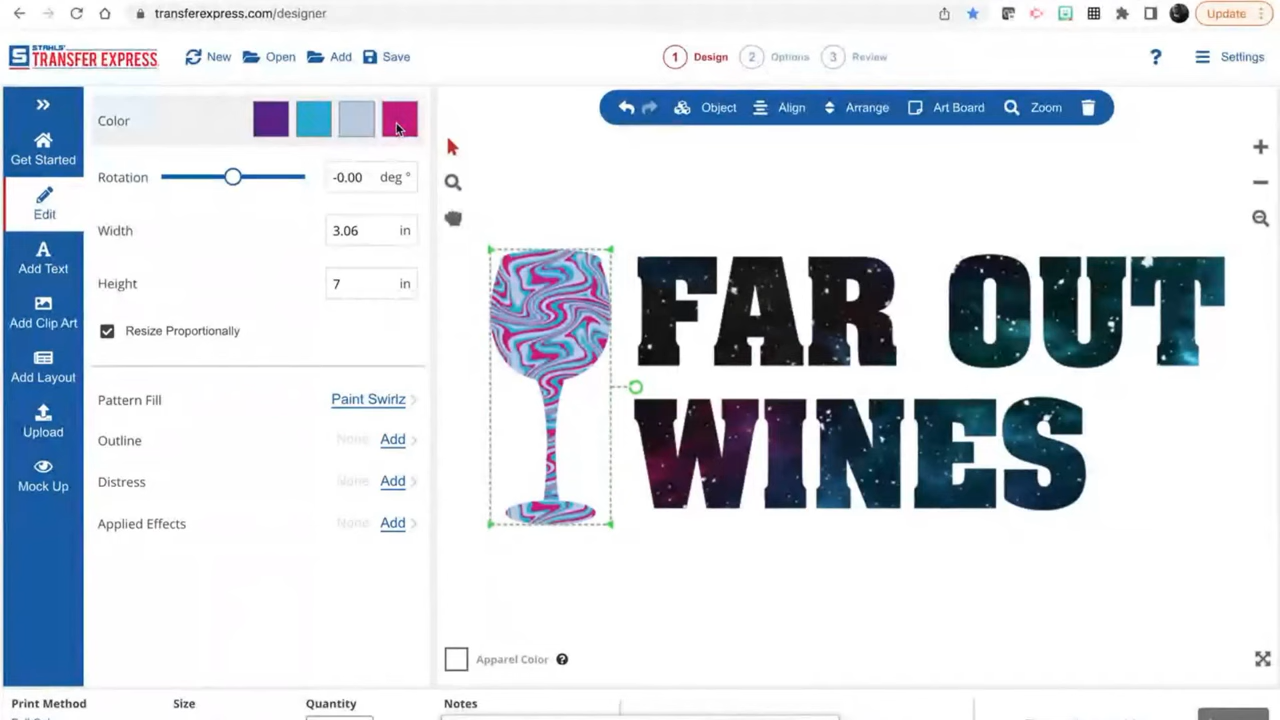 transferexpress.com/designer
Update
STAHLS'
TRANSFER EXPRESS
New
Open
Add
Save
1 Design
2 Options
3 Review
?
Settings
Get Started
Edit
Add Text
Add Clip Art
Add Layout
Upload
Mock Up
Color
Rotation
-0.00 deg °
Width
3.06 in
Height
7 in
Resize Proportionally
Pattern Fill
Paint Swirlz
Outline
None Add
Distress
None Add
Applied Effects
None Add
Object
Align
Arrange
Art Board
Zoom
FAR OUT
WINES
Apparel Color ?
Print Method
Size
Quantity
Notes